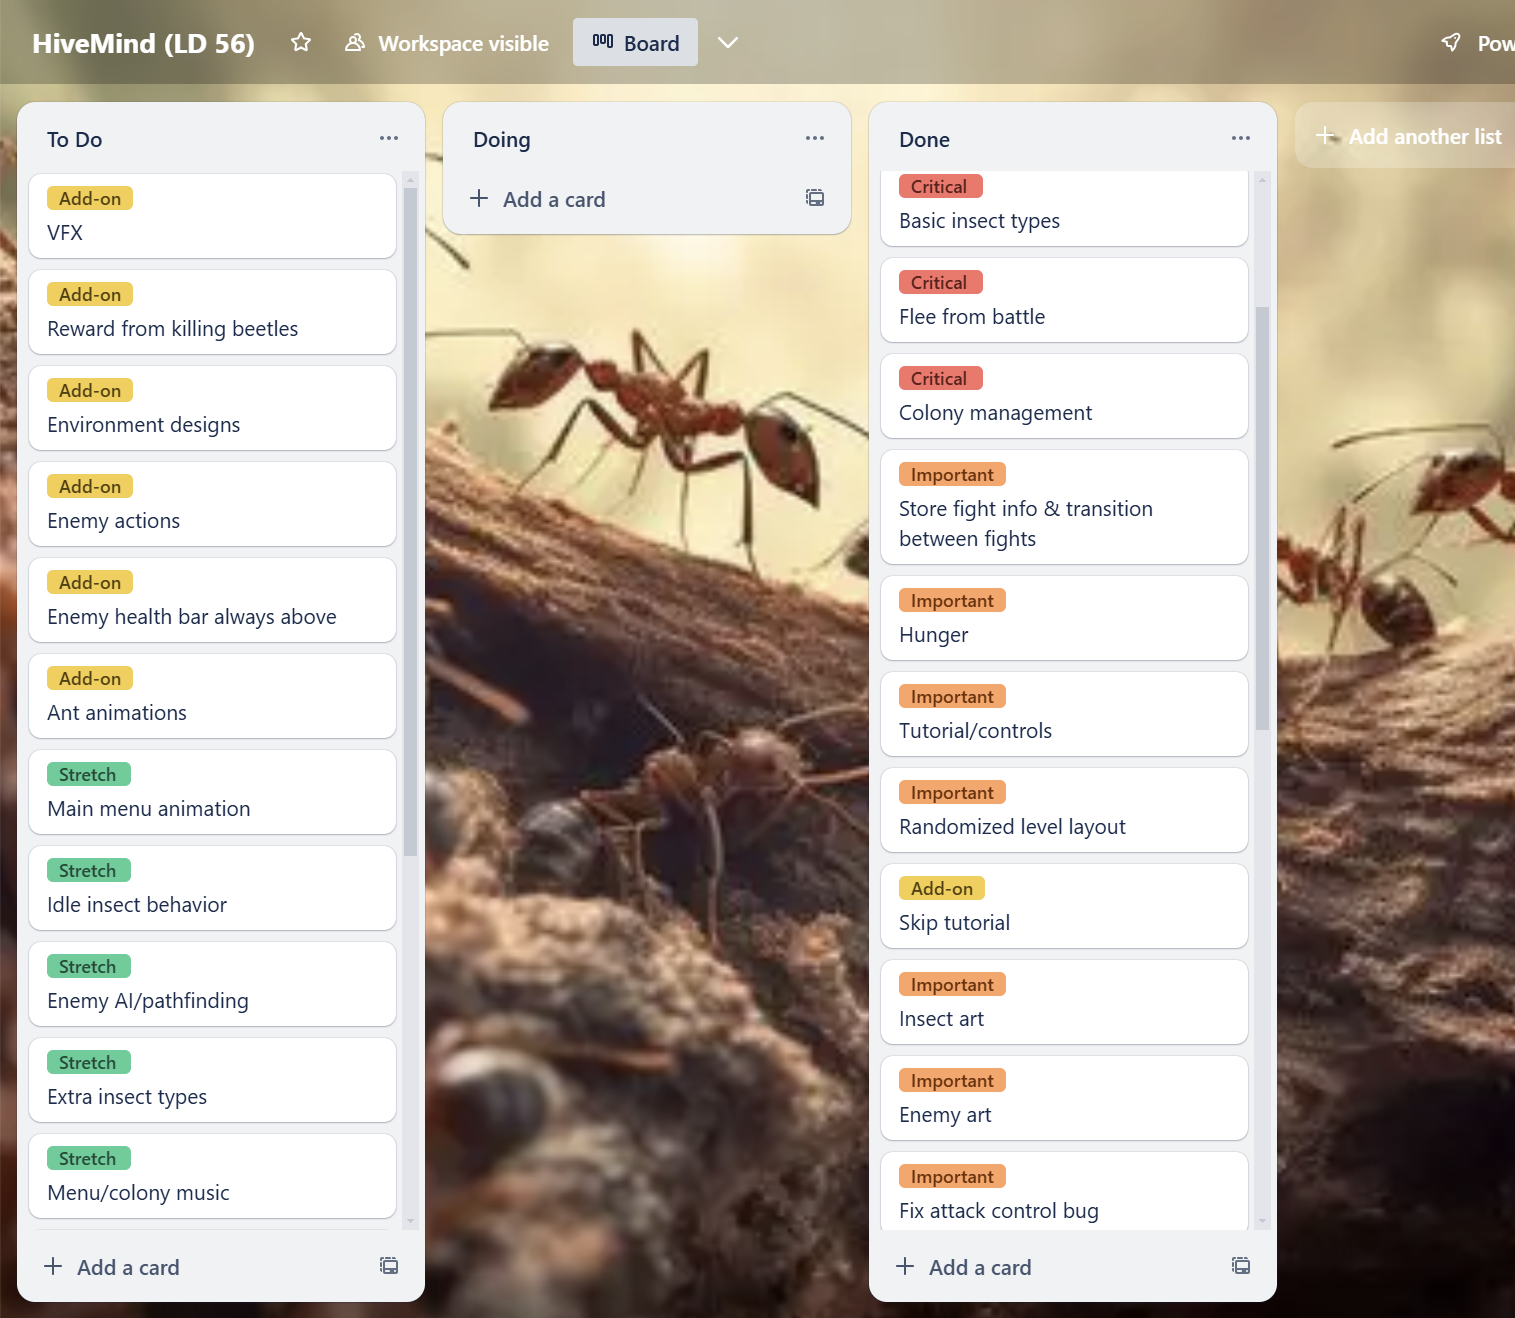 HiveMind (LD 56)
Workspace visible
Board
Pow
To Do
Add-on
VFX
Add-on
Reward from killing beetles
Add-on
Environment designs
Add-on
Enemy actions
Add-on
Enemy health bar always above
Add-on
Ant animations
Stretch
Main menu animation
Stretch
Idle insect behavior
Stretch
Enemy AI/pathfinding
Stretch
Extra insect types
Stretch
Menu/colony music
Add a card
Doing
Add a card
Done
Critical
Basic insect types
Critical
Flee from battle
Critical
Colony management
Important
Store fight info & transition
between fights
Important
Hunger
Important
Tutorial/controls
Important
Randomized level layout
Add-on
Skip tutorial
Important
Insect art
Important
Enemy art
Important
Fix attack control bug
Add a card
Add another list